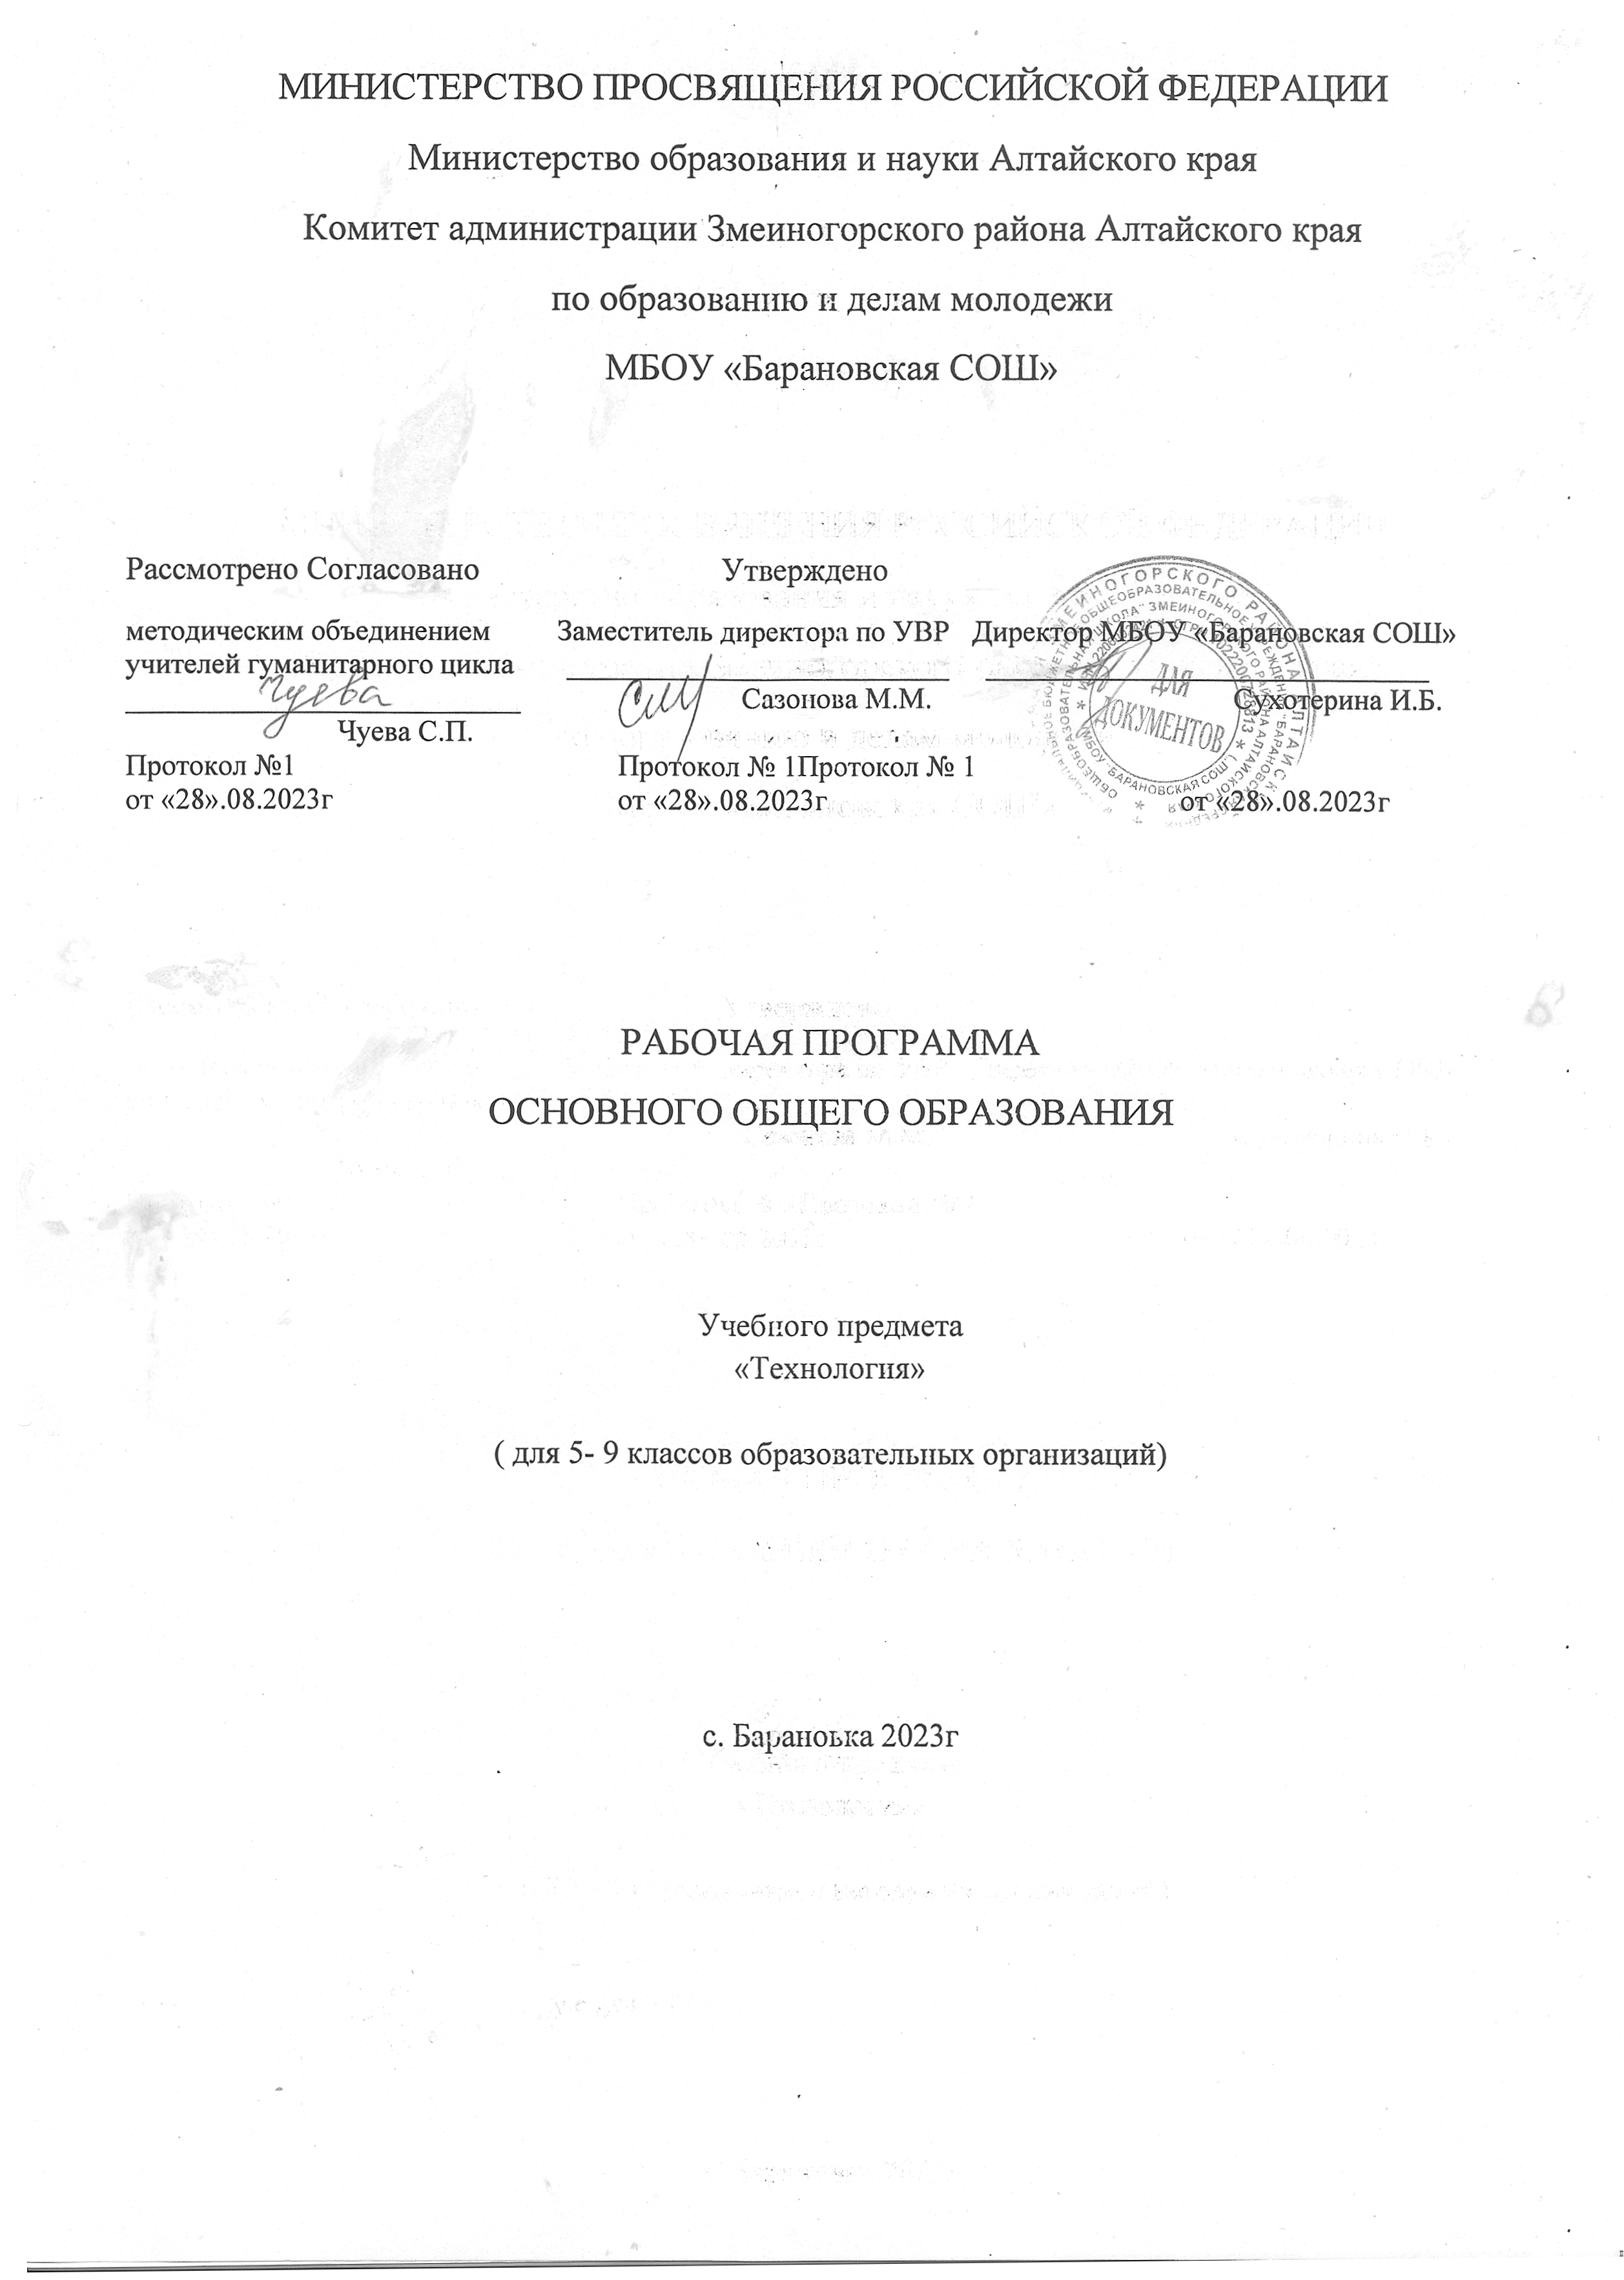 МИНИСТЕРСТВО ПРОСВЯЩЕНИЯ РОССИЙСКОЙ ФЕДЕРАЦИИ
Министерство образования и науки Алтайского края
Комитет администрации Змеиногорского района Алтайского края
по образованию и делам молодежи
МБОУ «Барановская СОШ»
Рассмотрено Согласовано Утверждено
методическим объединением Заместитель директора по УВР Директор МБОУ «Барановская СОШ»
учителей гуманитарного цикла
Чуева
Сазонова М.М. Сухотерина И.Б.
Чуева С.П.
Протокол №1 Протокол № 1Протокол № 1
от «28».08.2023г от «28».08.2023г от «28».08.2023г
ДЛЯ
ДОКУМЕНТОВ
РАБОЧАЯ ПРОГРАММА
ОСНОВНОГО ОБЩЕГО ОБРАЗОВАНИЯ
Учебного предмета
«Технология»
( для 5- 9 классов образовательных организаций)
с. Барановка 2023г